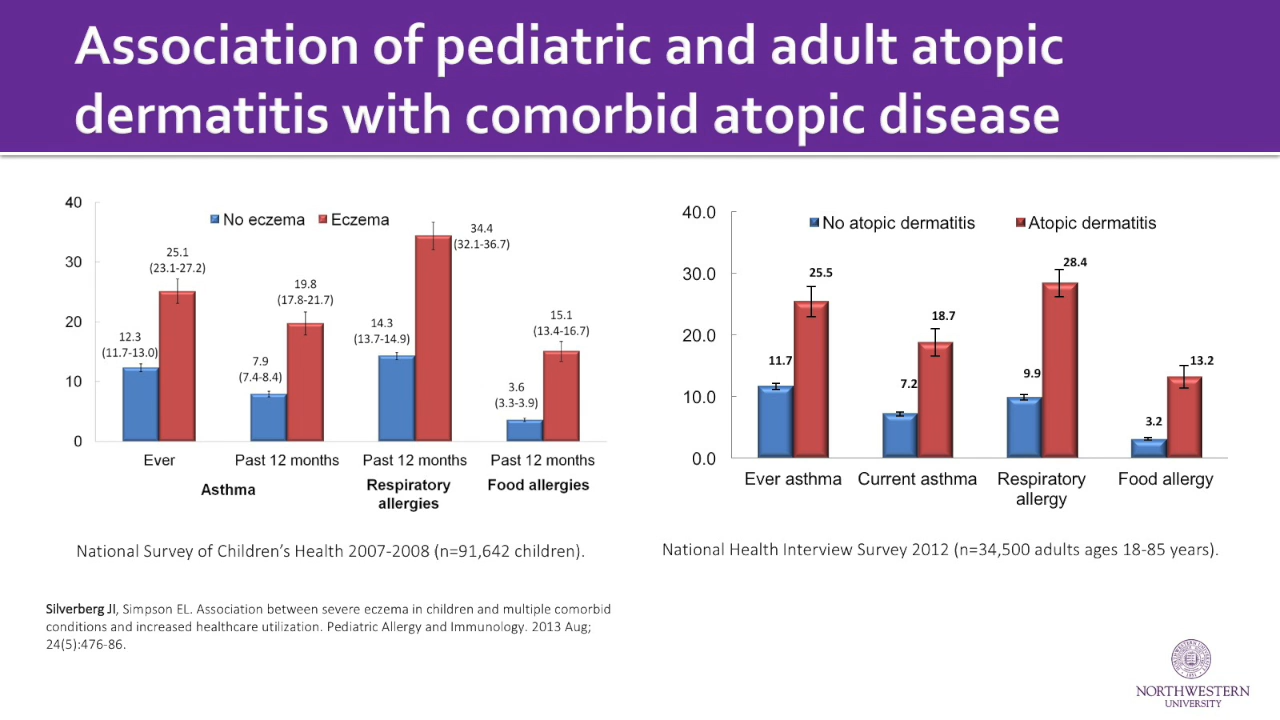 Association of pediatric and adult atopic
dermatitis with comorbid atopic disease
40
30
20
10
0
No eczema
Eczema
12.3
(11.7-13.0)
25.1
(23.1-27.2)
7.9
(7.4-8.4)
19.8
(17.8-21.7)
14.3
(13.7-14.9)
34.4
(32.1-36.7)
3.6
(3.3-3.9)
15.1
(13.4-16.7)
Ever
Past 12 months
Past 12 months
Past 12 months
Asthma
Respiratory
allergies
Food allergies
National Survey of Children's Health 2007-2008 (n=91,642 children).
40.0
30.0
20.0
10.0
0.0
No atopic dermatitis
Atopic dermatitis
11.7
25.5
7.2
18.7
9.9
28.4
3.2
13.2
Ever asthma
Current asthma
Respiratory
allergy
Food allergy
National Health Interview Survey 2012 (n=34,500 adults ages 18-85 years).
Silverberg JI, Simpson EL. Association between severe eczema in children and multiple comorbid
conditions and increased healthcare utilization. Pediatric Allergy and Immunology. 2013 Aug;
24(5):476-86.
NORTHWESTERN
UNIVERSITY